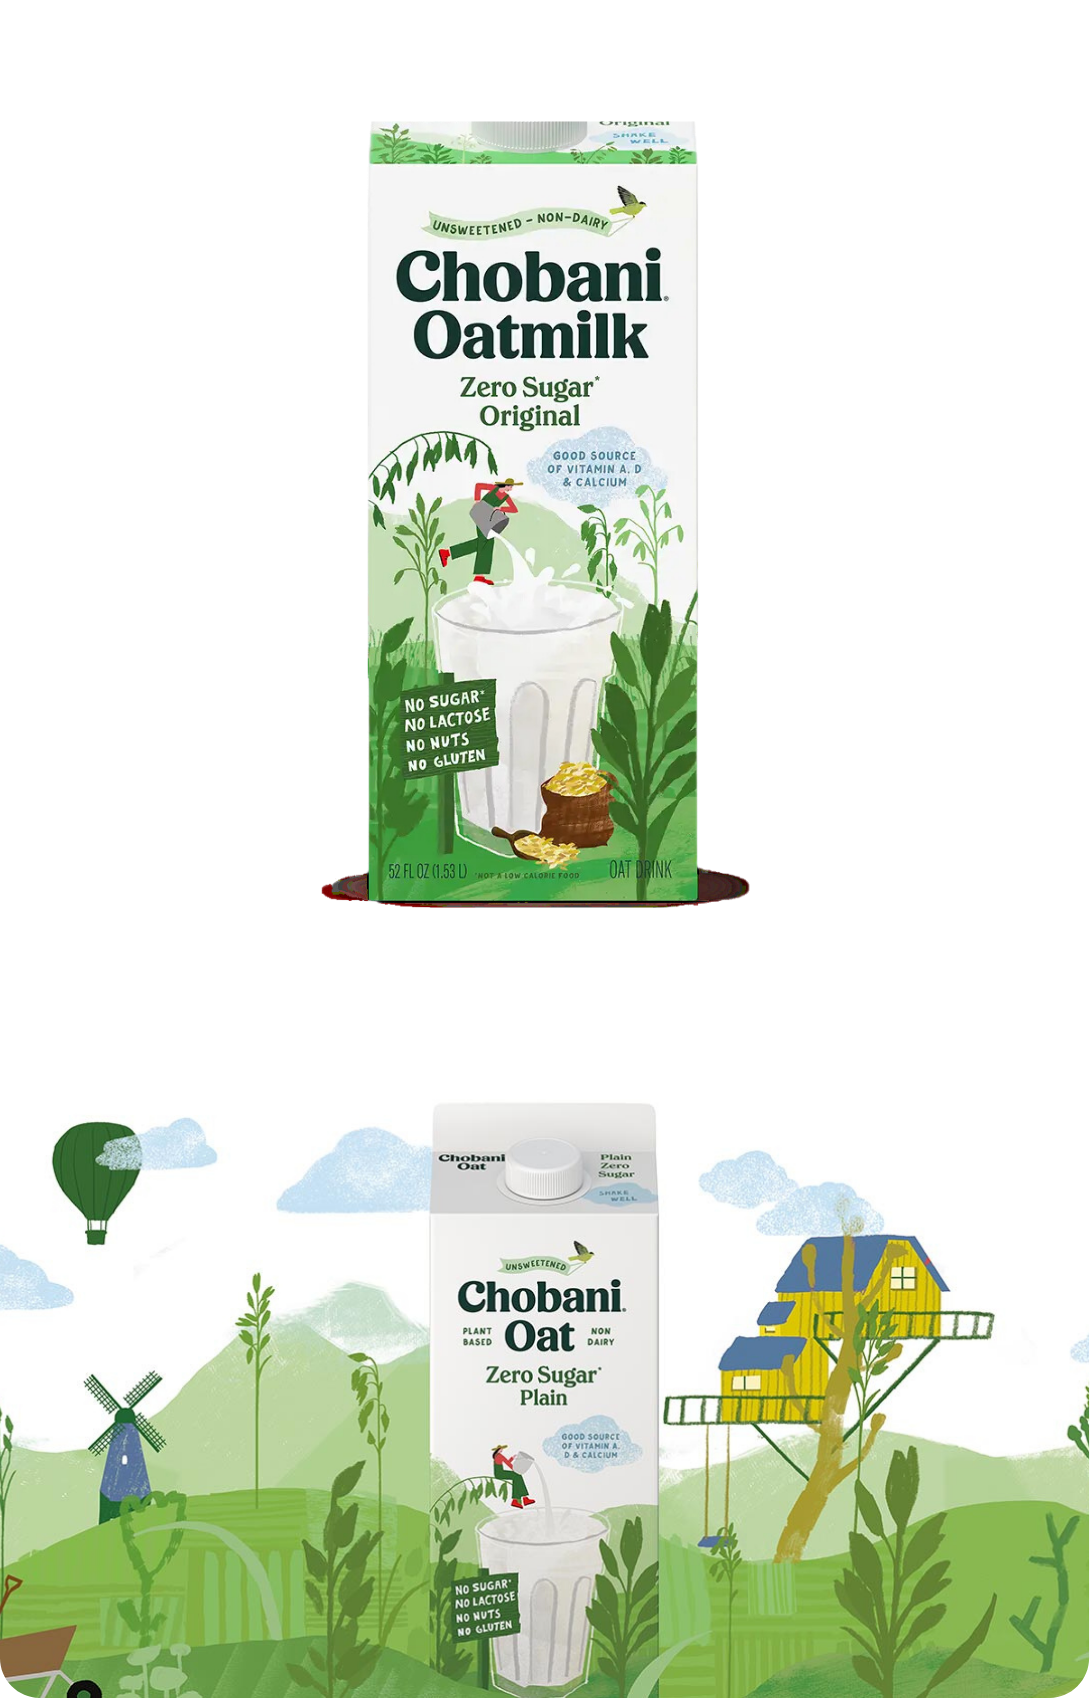 Original
SHAKE
WELL
UNSWEETENED - NON-DAIRY
Chobani®
Oatmilk
Zero Sugar*
Original
GOOD SOURCE
OF VITAMIN A, D
& CALCIUM
NO SUGAR*
NO LACTOSE
NO NUTS
NO GLUTEN
52 FL OZ (1.53 L)
*NOT A LOW CALORIE FOOD
OAT DRINK
Chobani
Oat
Plain
Zero
Sugar
SHAKE
WELL
UNSWEETENED
Chobani®
PLANT
BASED
Oat
NON
DAIRY
Zero Sugar*
Plain
GOOD SOURCE
OF VITAMIN A,
D & CALCIUM
NO SUGAR*
NO LACTOSE
NO NUTS
NO GLUTEN